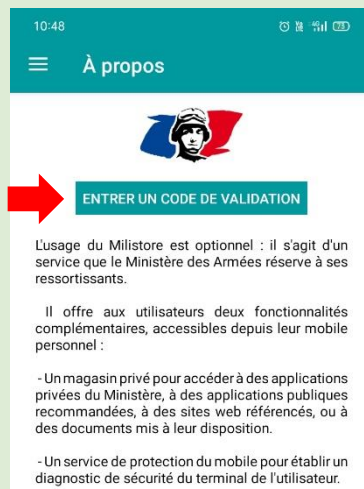 10:48
4G
73
À propos
ENTRER UN CODE DE VALIDATION
L'usage du Milistore est optionnel : il s'agit d'un
service que le Ministère des Armées réserve à ses
ressortissants.
Il offre aux utilisateurs deux fonctionnalités
complémentaires, accessibles depuis leur mobile
personnel :
- Un magasin privé pour accéder à des applications
privées du Ministère, à des applications publiques
recommandées, à des sites web référencés, ou à
des documents mis à leur disposition.
- Un service de protection du mobile pour établir un
diagnostic de sécurité du terminal de l'utilisateur.